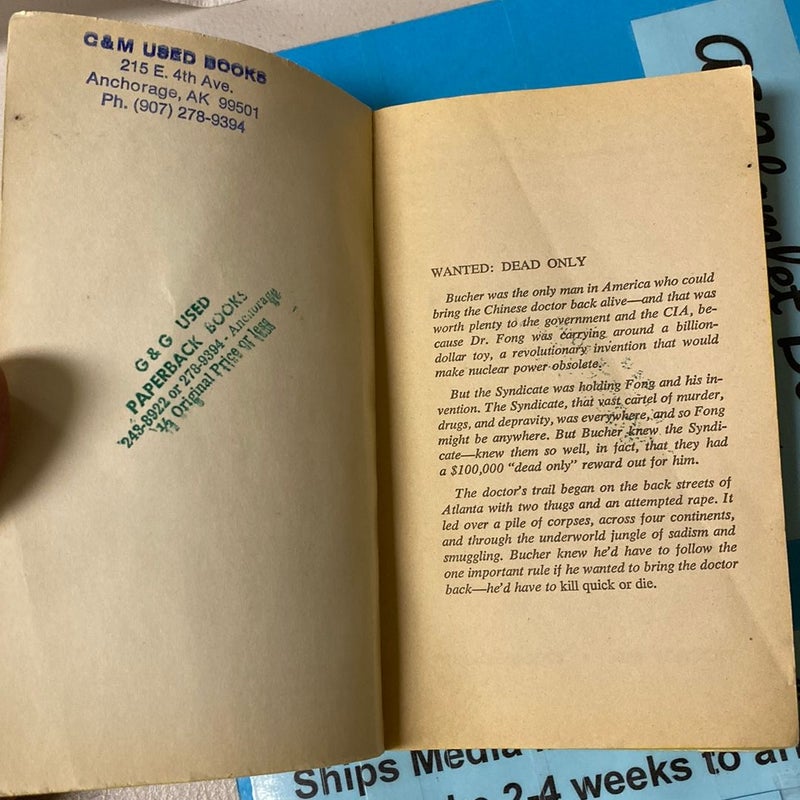 C&M USED BOOKS
215 E. 4th Ave.
Anchorage, AK 99501
Ph. (907) 278-9394
G & G USED
PAPERBACK BOOKS
248-8922 or 278-9394 - Anchorage
½ Original Price or less
WANTED: DEAD ONLY
Bucher was the only man in America who could
bring the Chinese doctor back alive—and that was
worth plenty to the government and the CIA, be-
cause Dr. Fong was carrying around a billion-
dollar toy, a revolutionary invention that would
make nuclear power obsolete.
But the Syndicate was holding Fong and his in-
vention. The Syndicate, that vast cartel of murder,
drugs, and depravity, was everywhere, and so Fong
might be anywhere. But Bucher knew the Syndi-
cate—knew them so well, in fact, that they had
a $100,000 "dead only" reward out for him.
The doctor's trail began on the back streets of
Atlanta with two thugs and an attempted rape. It
led over a pile of corpses, across four continents,
and through the underworld jungle of sadism and
smuggling. Bucher knew he'd have to follow the
one important rule if he wanted to bring the doctor
back—he'd have to kill quick or die.
Ships Media
2-4 weeks to